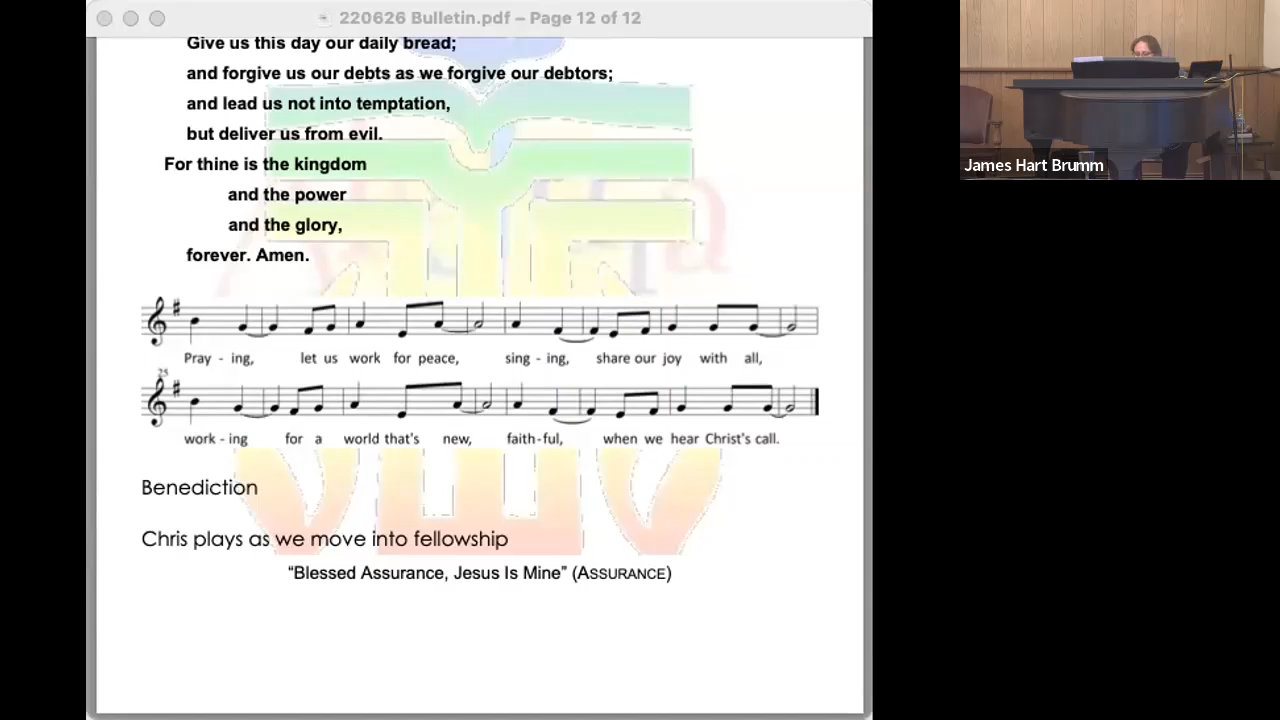 220626 Bulletin.pdf – Page 12 of 12
Give us this day our daily bread;
and forgive us our debts as we forgive our debtors;
and lead us not into temptation,
but deliver us from evil.
For thine is the kingdom
and the power
and the glory,
forever. Amen.
Pray - ing, let us work for peace, sing - ing, share our joy with all,
25
work - ing for a world that's new, faith-ful, when we hear Christ's call.
Benediction
Chris plays as we move into fellowship
“Blessed Assurance, Jesus Is Mine” (ASSURANCE)
James Hart Brumm